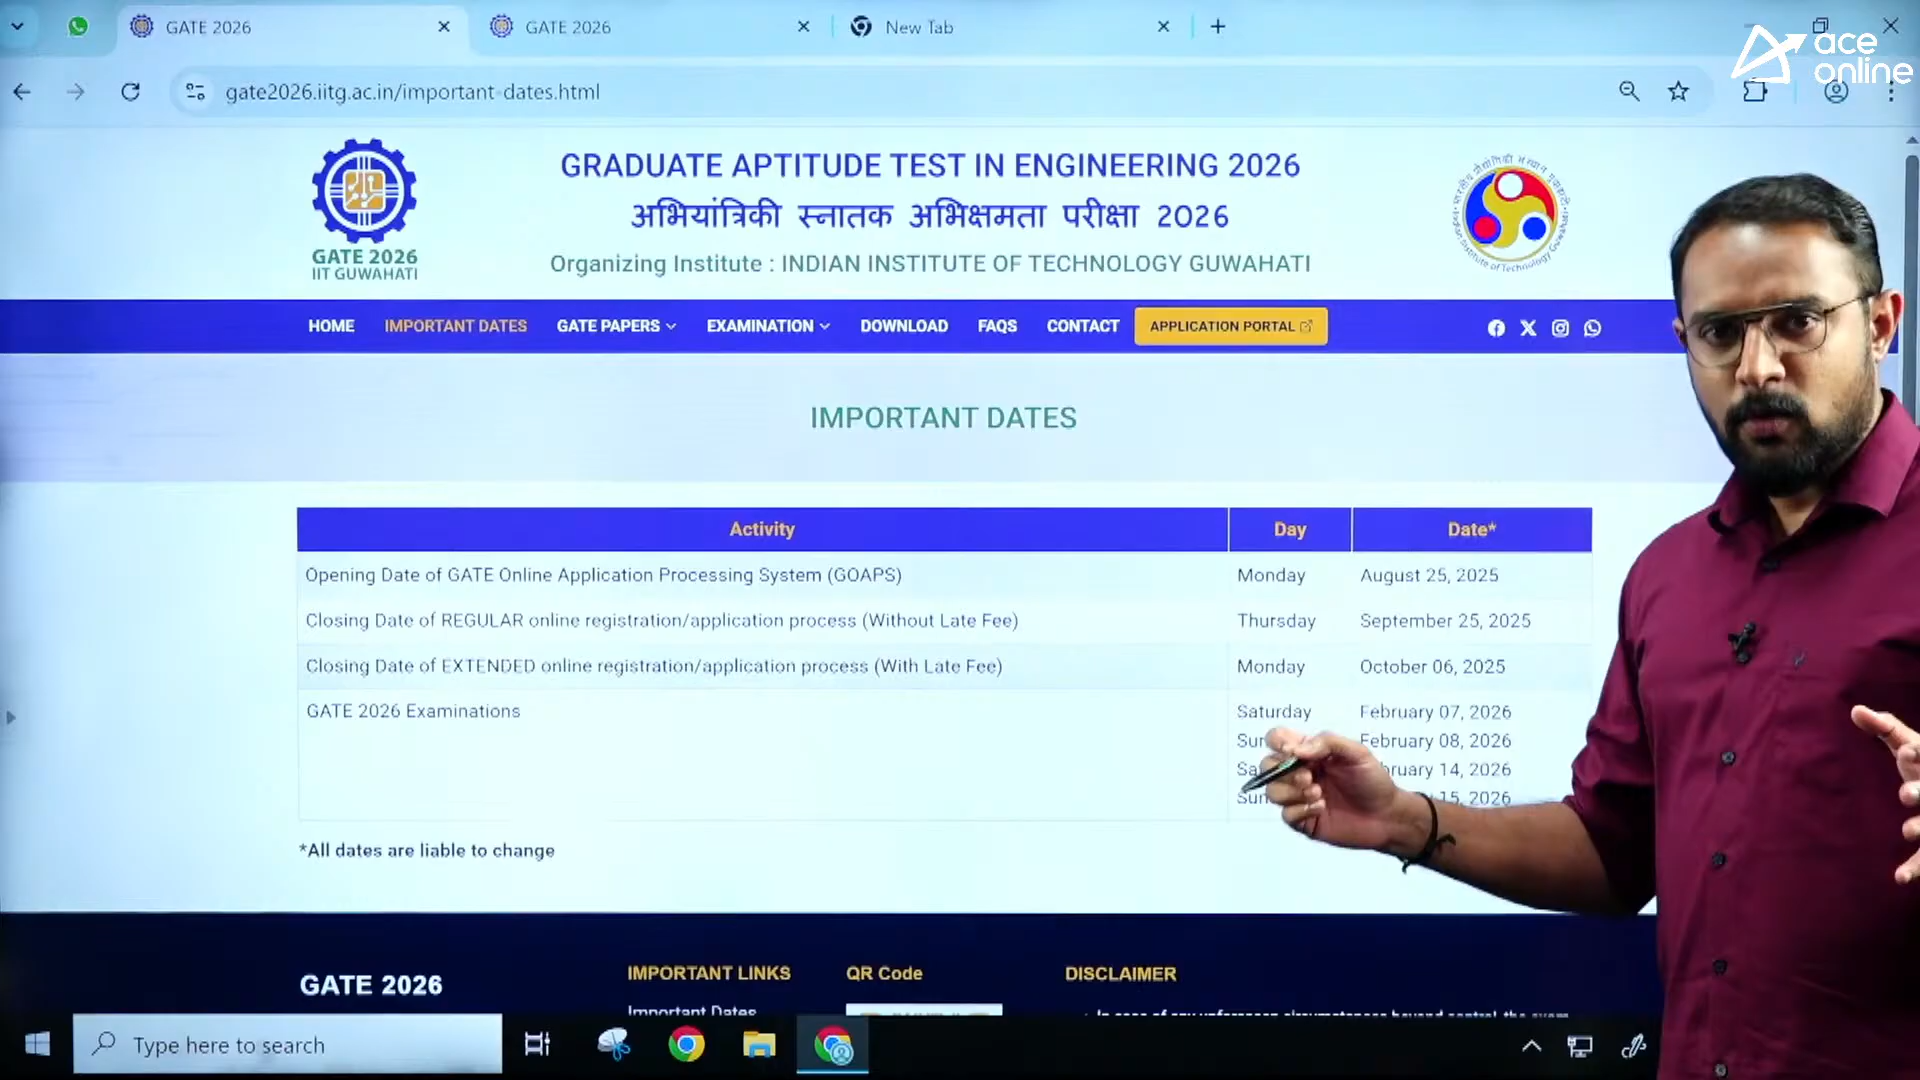 GATE 2026
GATE 2026
New Tab
ace
online
gate2026.iitg.ac.in/important-dates.html
GATE 2026
IIT GUWAHATI
GRADUATE APTITUDE TEST IN ENGINEERING 2026
अभियांत्रिकी स्नातक अभिक्षमता परीक्षा 2026
Organizing Institute : INDIAN INSTITUTE OF TECHNOLOGY GUWAHATI
HOME IMPORTANT DATES GATE PAPERS EXAMINATION DOWNLOAD FAQS CONTACT APPLICATION PORTAL
IMPORTANT DATES
Activity Day Date*
Opening Date of GATE Online Application Processing System (GOAPS) Monday August 25, 2025
Closing Date of REGULAR online registration/application process (Without Late Fee) Thursday September 25, 2025
Closing Date of EXTENDED online registration/application process (With Late Fee) Monday October 06, 2025
GATE 2026 Examinations Saturday February 07, 2026
February 08, 2026
14, 2026
15, 2026
*All dates are liable to change
GATE 2026
IMPORTANT LINKS
Important Dates
QR Code
DISCLAIMER
Type here to search